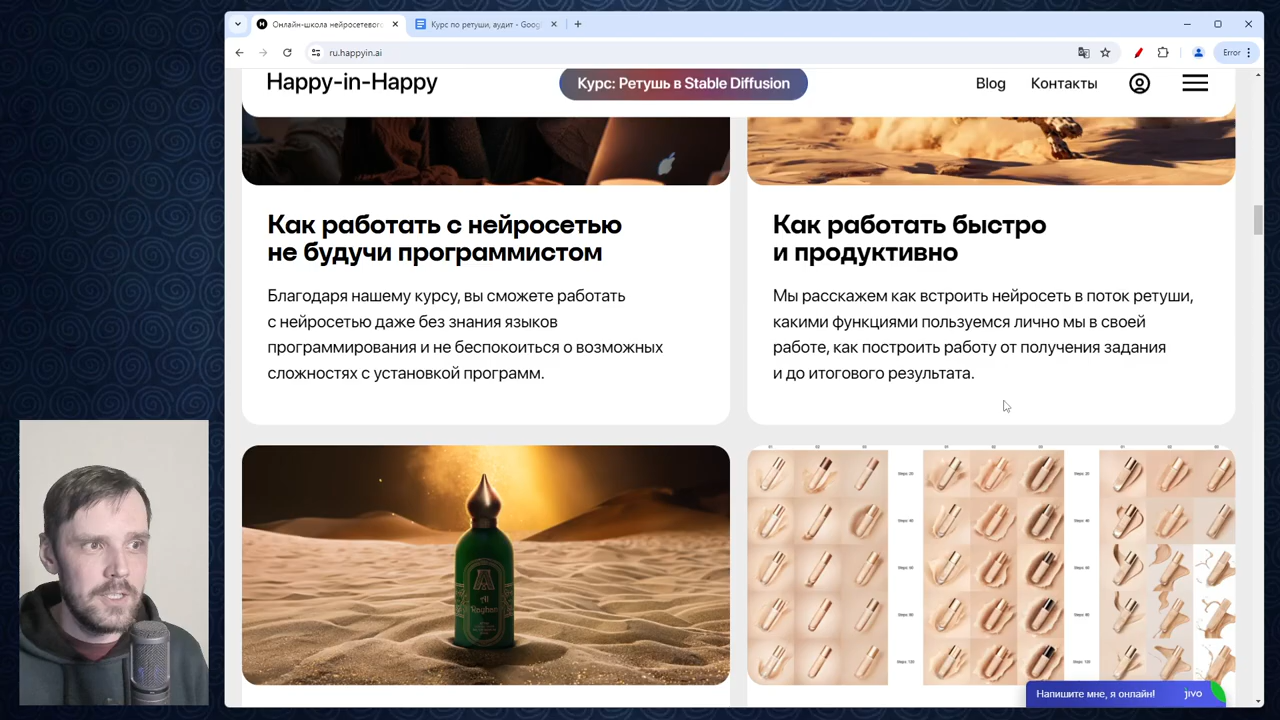 Онлайн-школа нейросетевого
Курс по ретуши, аудит - Goog
ru.happyin.ai
Error
Happy-in-Happy
Курс: Ретушь в Stable Diffusion
Blog
Контакты
Как работать с нейросетью
не будучи программистом
Благодаря нашему курсу, вы сможете работать
с нейросетью даже без знания языков
программирования и не беспокоиться о возможных
сложностях с установкой программ.
Как работать быстро
и продуктивно
Мы расскажем как встроить нейросеть в поток ретуши,
какими функциями пользуемся лично мы в своей
работе, как построить работу от получения задания
и до итогового результата.
Напишите мне, я онлайн!
jivo